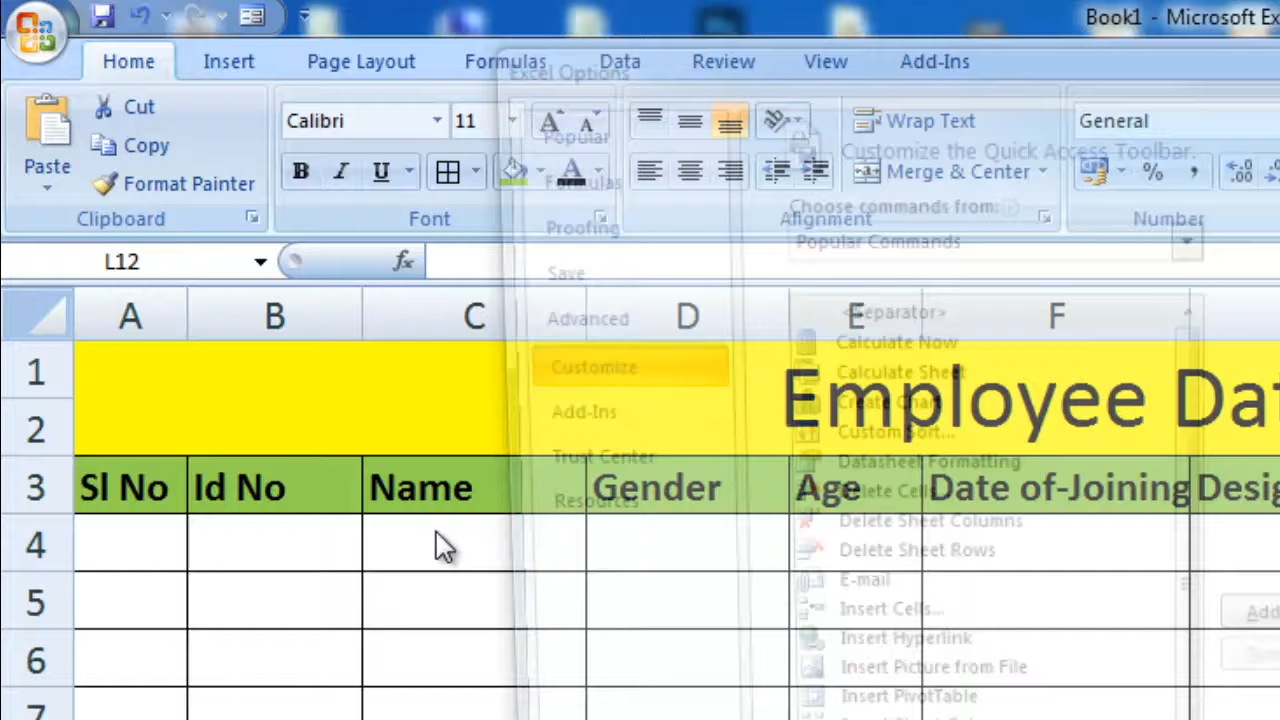 Book1 - Microsoft Ex
Home Insert Page Layout Formulas Data Review View Add-Ins
Excel Options
Cut
Calibri 11 A A Wrap Text General
Popular
Copy
Customize the Quick Access Toolbar.
Paste B I U A Merge & Center % ,
Format Painter Formulas
Choose commands from:
Clipboard Font Alignment Number
Proofing Popular Commands
L12 fx
Save
A B C D E F
Advanced <Separator>
Calculate Now
1 Customize Calculate Sheet
Employee Da
Create Chart
Add-Ins
2 Custom Sort...
Trust Center Datasheet Formatting
3 Sl No Id No Name Gender Age Date of-Joining Desig
Resources Delete Cells
Delete Sheet Columns
4 Delete Sheet Rows
E-mail
5 Insert Cells... Add
Insert Hyperlink
6 Insert Picture from File
Insert PivotTable
7